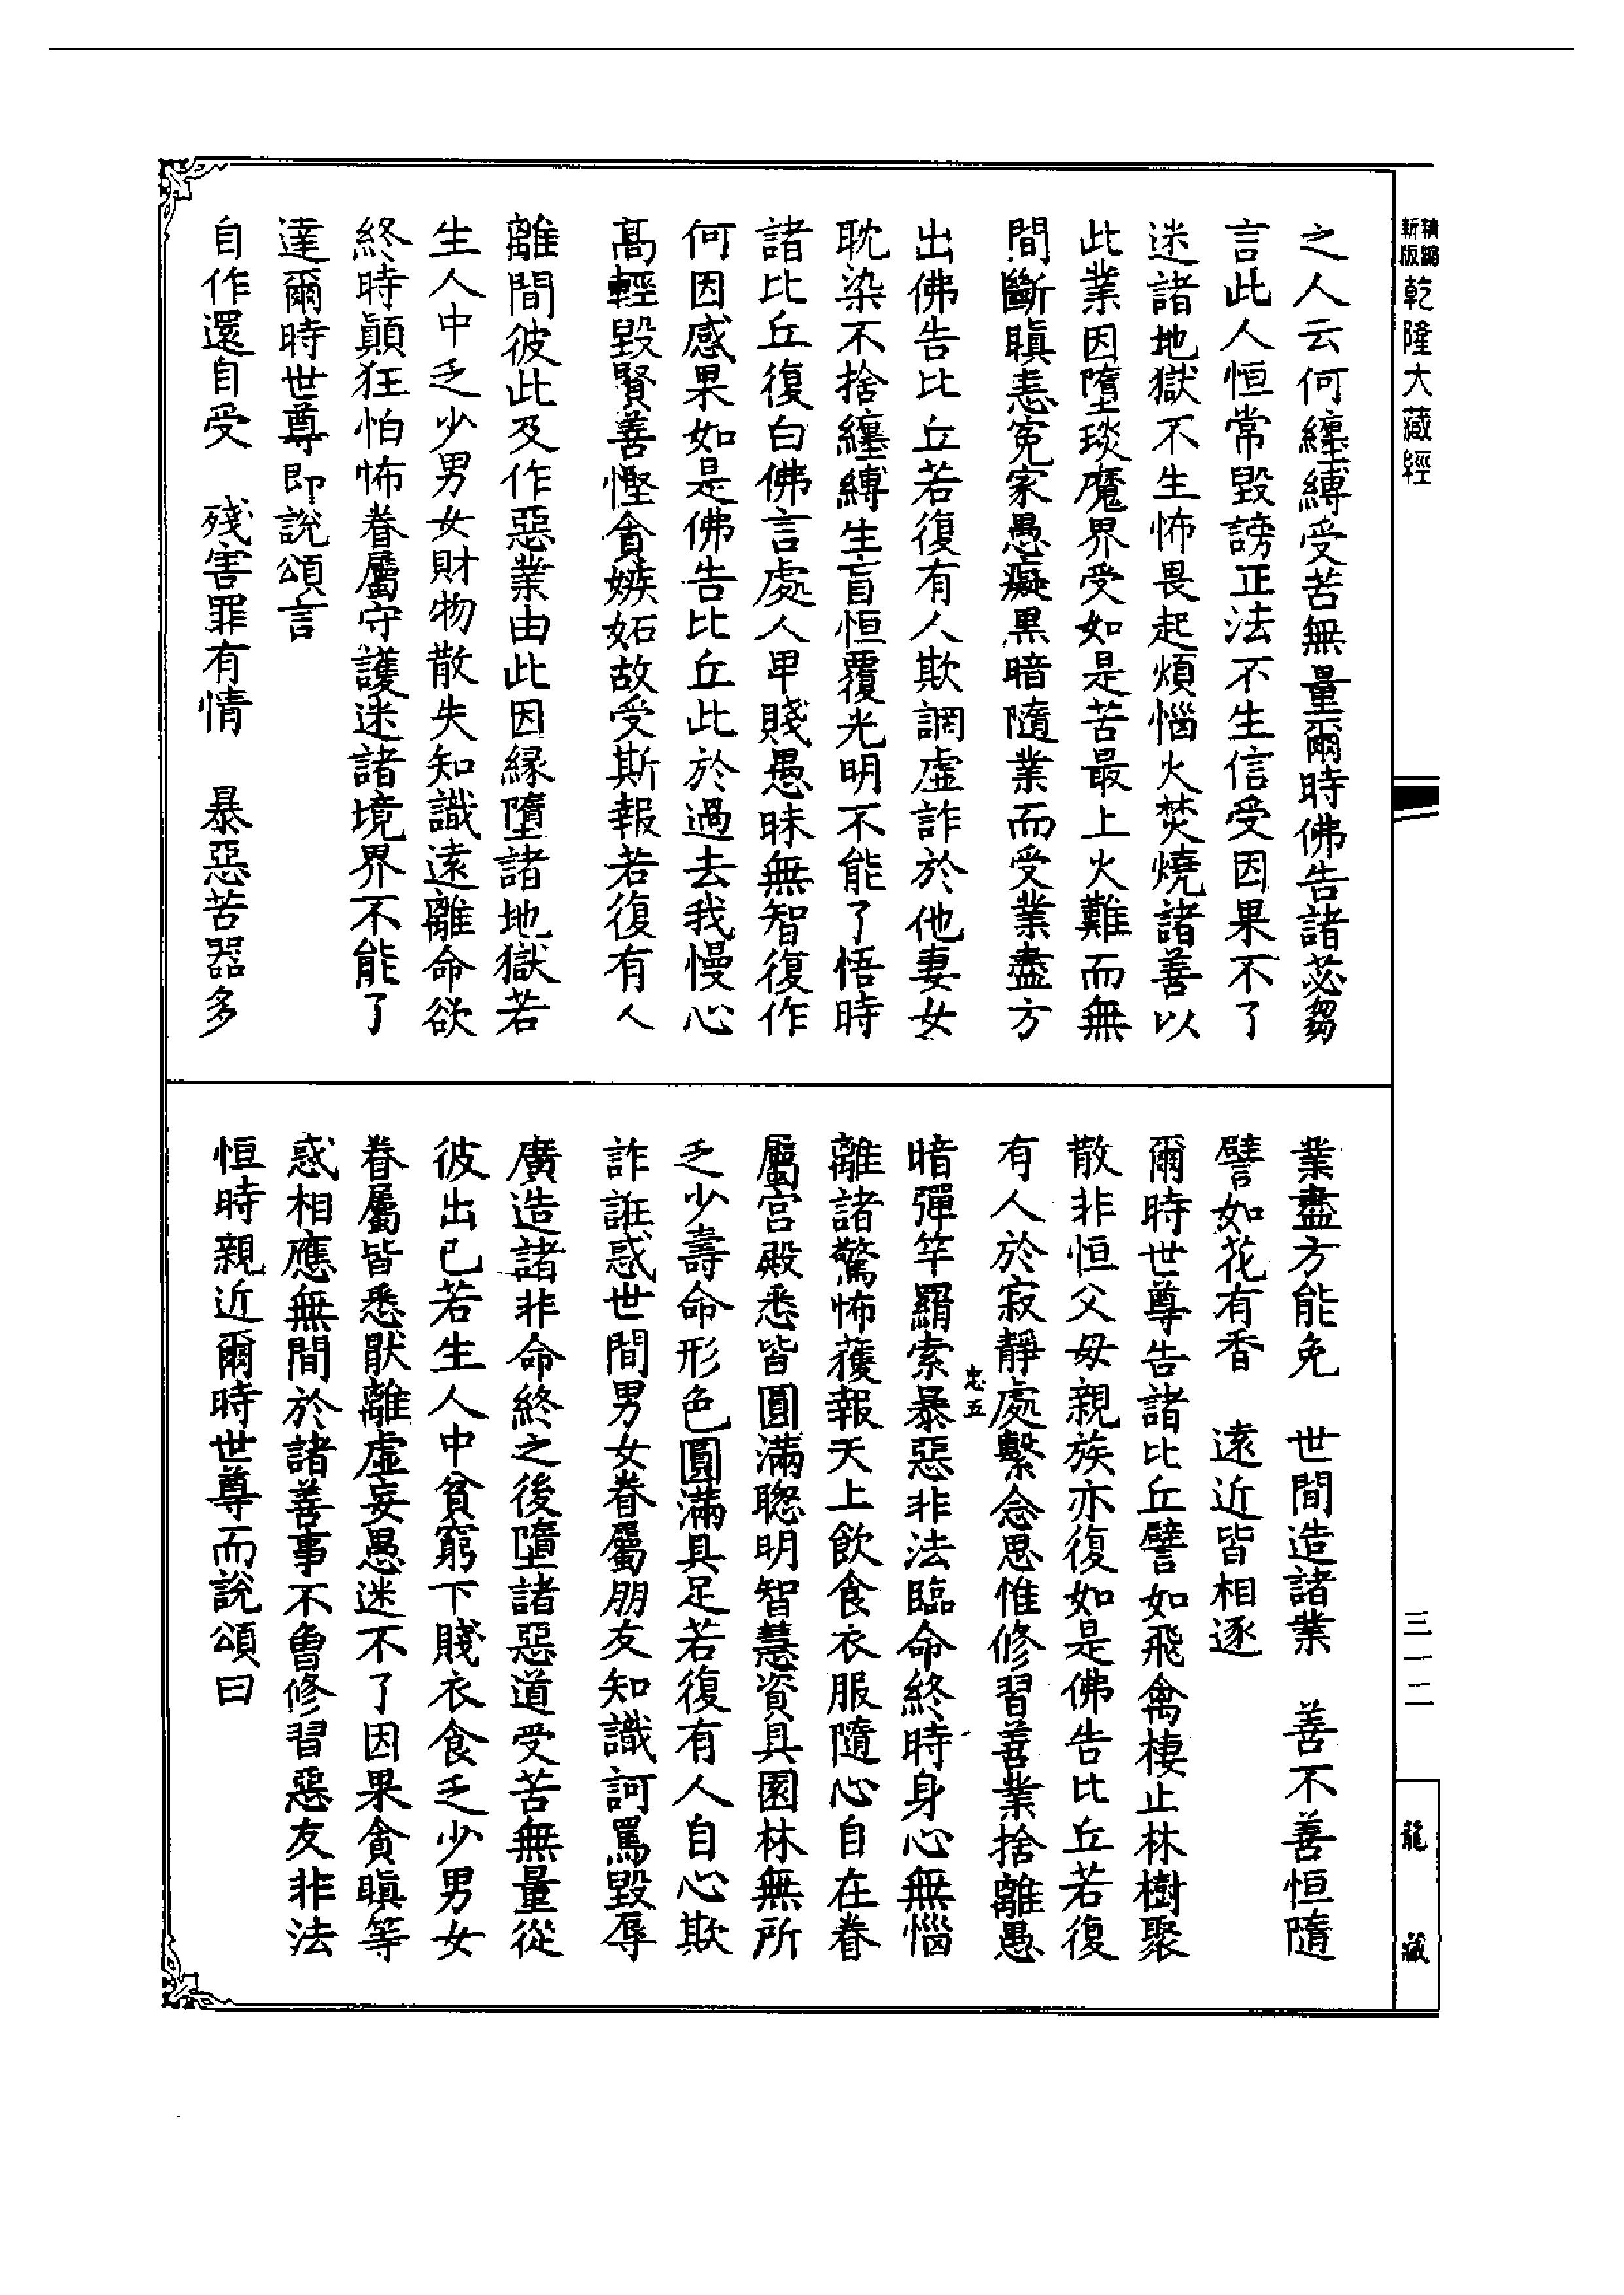 精縮
新版
乾隆大藏經
三一二
龍藏
之人云何纏縛受苦無量爾時佛告諸苾芻
言此人恒常毀謗正法不生信受因果不了
迷諸地獄不生怖畏起煩惱火焚燒諸善以
此業因墮琰魔界受如是苦最上火難而無
間斷瞋恚寃家愚癡黑暗隨業而受業盡方
出佛告比丘若復有人欺調虛詐於他妻女
耽染不捨纏縛生盲恒覆光明不能了悟時
諸比丘復白佛言處人甲賤愚昧無智復作
何因感果如是佛告比丘此於過去我慢心
高輕毀賢善慳貪嫉妬故受斯報若復有人
離間彼此及作惡業由此因緣墮諸地獄若
生人中乏少男女財物散失知識遠離命欲
終時顚狂怕怖眷屬守護迷諸境界不能了
達爾時世尊即說頌言
自作還自受　殘害罪有情　暴惡苦器多
業盡方能免　世間造諸業　善不善恒隨
譬如花有香　遠近皆相逐
爾時世尊告諸比丘譬如飛禽棲止林樹聚
散非恒父母親族亦復如是佛告比丘若復
有人於寂靜處繫念思惟修習善業捨離愚
忠五
暗彈竿羂索暴惡非法臨命終時身心無惱
離諸驚怖獲報天上飲食衣服隨心自在眷
屬宮殿悉皆圓滿聰明智慧資具園林無所
乏少壽命形色圓滿具足若復有人自心欺
詐誑惑世間男女眷屬朋友知識訶罵毀辱
廣造諸非命終之後墮諸惡道受苦無量從
彼出已若生人中貧窮下賤衣食乏少男女
眷屬皆悉厭離虛妄愚迷不了因果貪瞋等
惑相應無間於諸善事不曾修習惡友非法
恒時親近爾時世尊而說頌曰